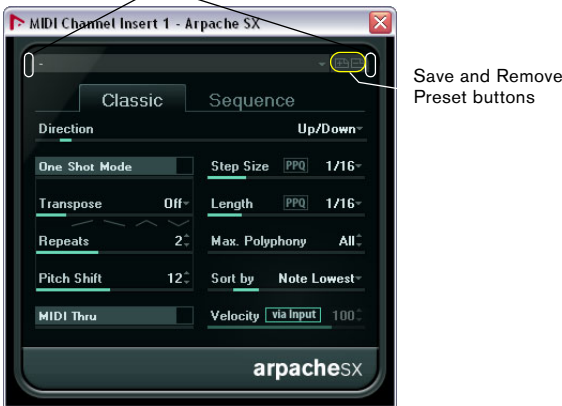 MIDI Channel Insert 1 - Arpache SX
-
Save and Remove
Preset buttons
Classic Sequence
Direction Up/Down
One Shot Mode Step Size PPQ 1/16
Transpose Off Length PPQ 1/16
Repeats 2 Max. Polyphony All
Pitch Shift 12 Sort by Note Lowest
MIDI Thru Velocity via Input 100
arpacheSX